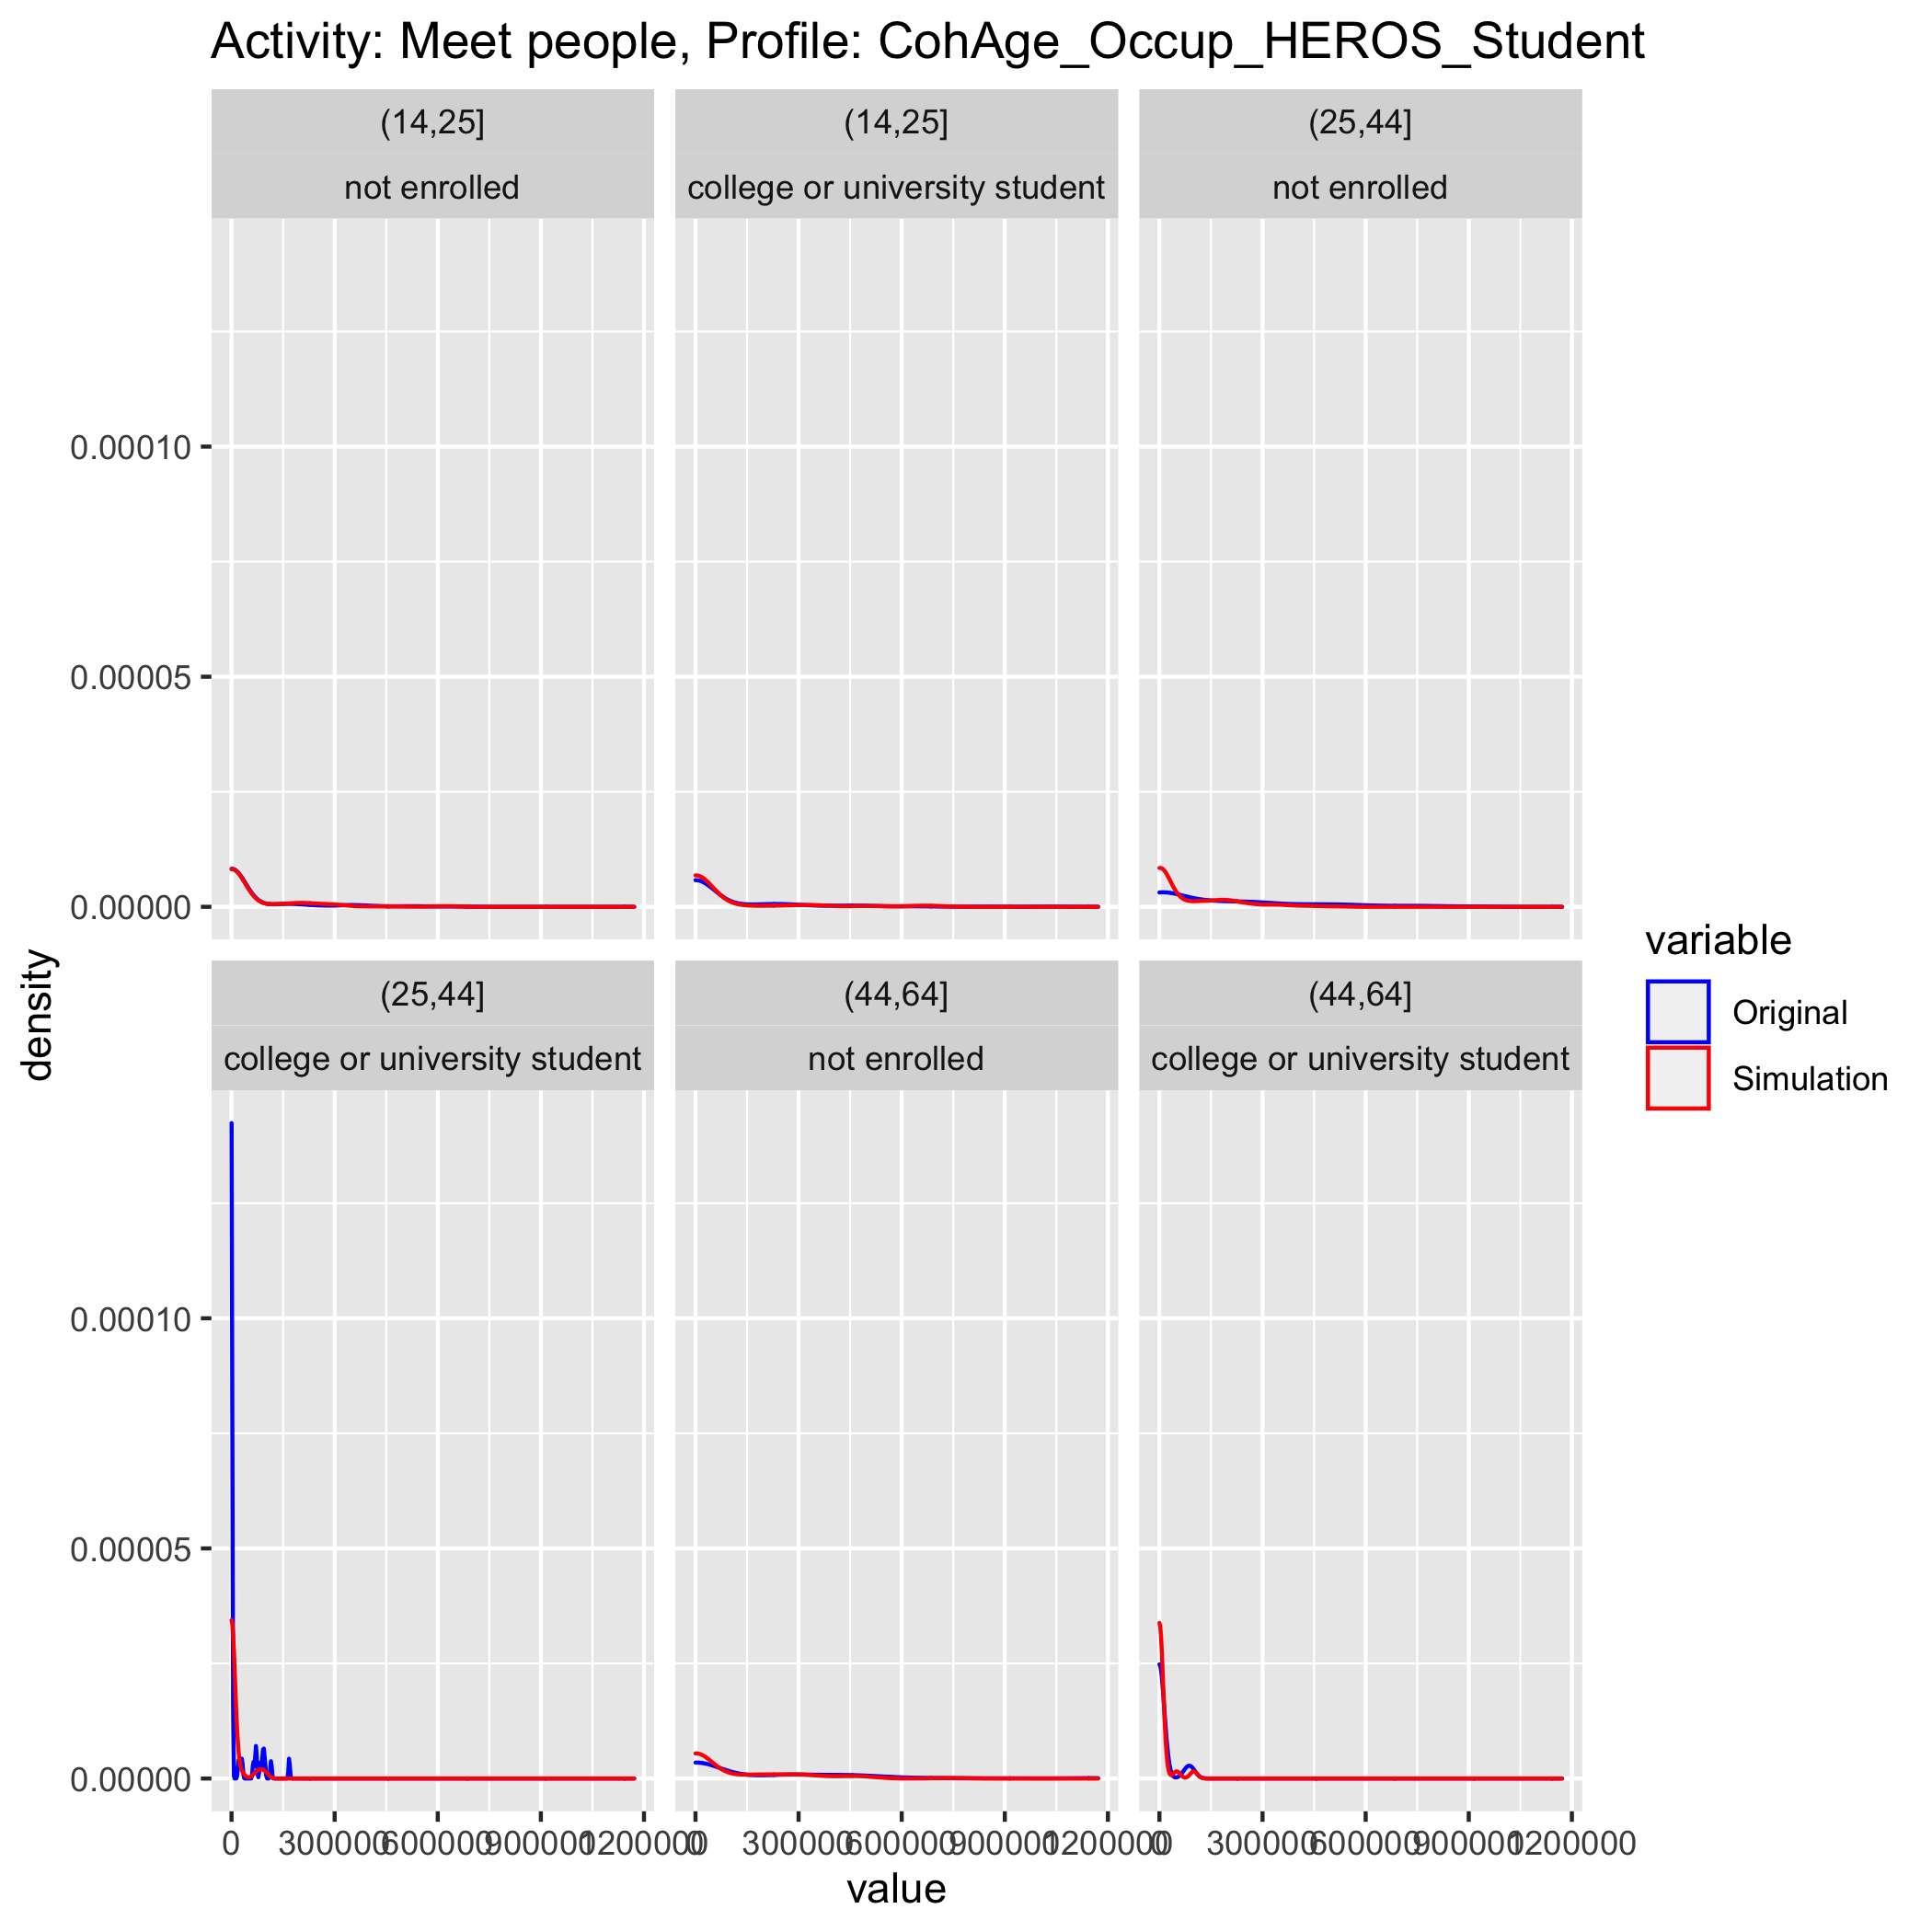 Activity: Meet people, Profile: CohAge_Occup_HEROS_Student
(14,25] (14,25] (25,44]
not enrolled college or university student not enrolled
0.00010
0.00005
0.00000
(25,44] (44,64] (44,64]
college or university student not enrolled college or university student
0.00010
0.00005
0.00000
0 300000 600000 900000 1200000 0 300000 600000 900000 1200000 0 300000 600000 900000 1200000
value
density
variable
Original
Simulation